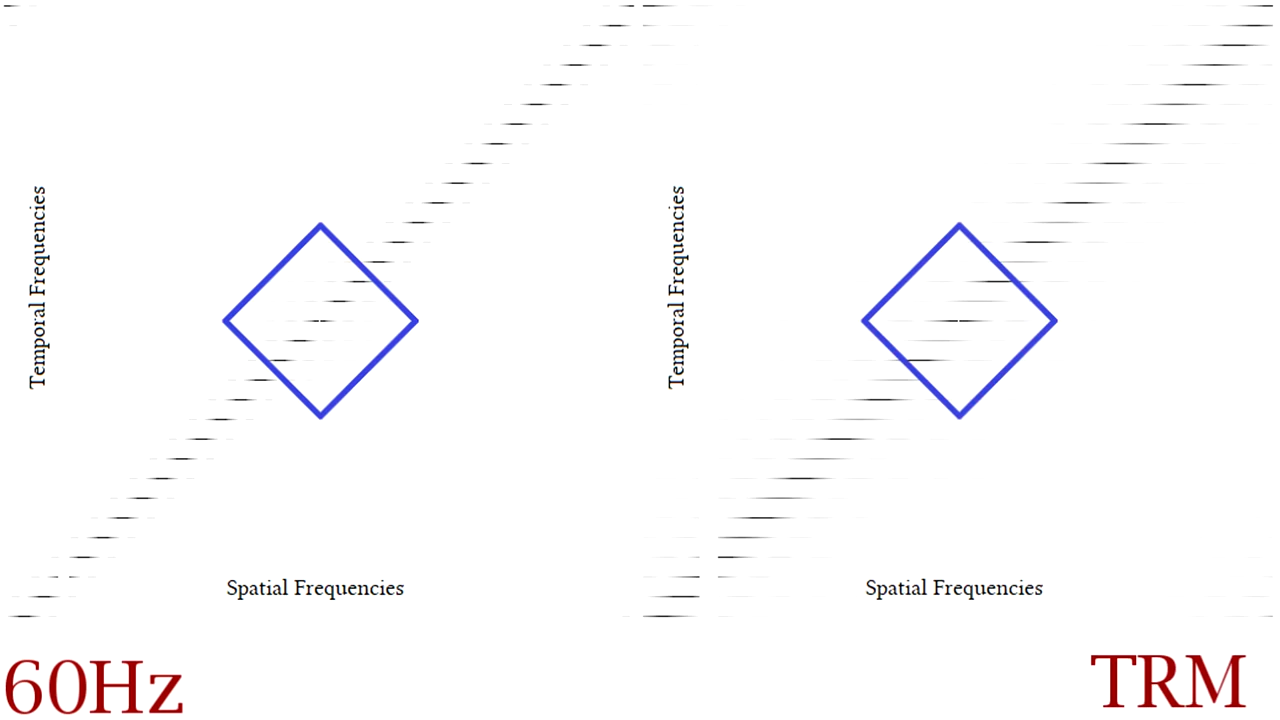 Temporal Frequencies
Spatial Frequencies
60Hz
Temporal Frequencies
Spatial Frequencies
TRM